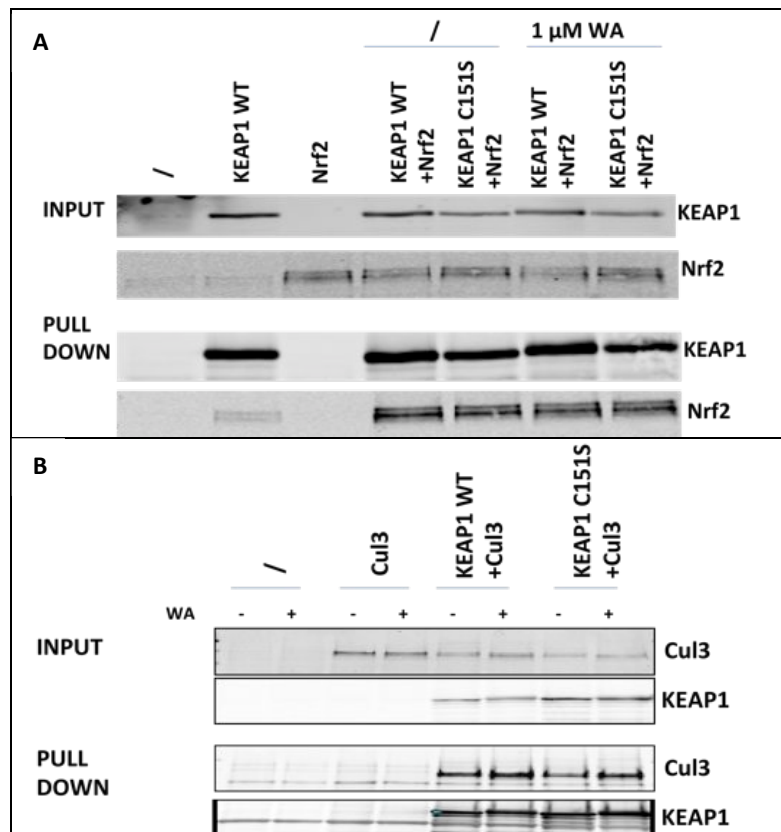 A
/
1 µM WA
/
KEAP1 WT
Nrf2
KEAP1 WT
+Nrf2
KEAP1 C151S
+Nrf2
KEAP1 WT
+Nrf2
KEAP1 C151S
+Nrf2
INPUT
KEAP1
Nrf2
PULL
DOWN
KEAP1
Nrf2
B
/
Cul3
KEAP1 WT
+Cul3
KEAP1 C151S
+Cul3
WA - + - + - + - +
INPUT
Cul3
KEAP1
PULL
DOWN
Cul3
KEAP1